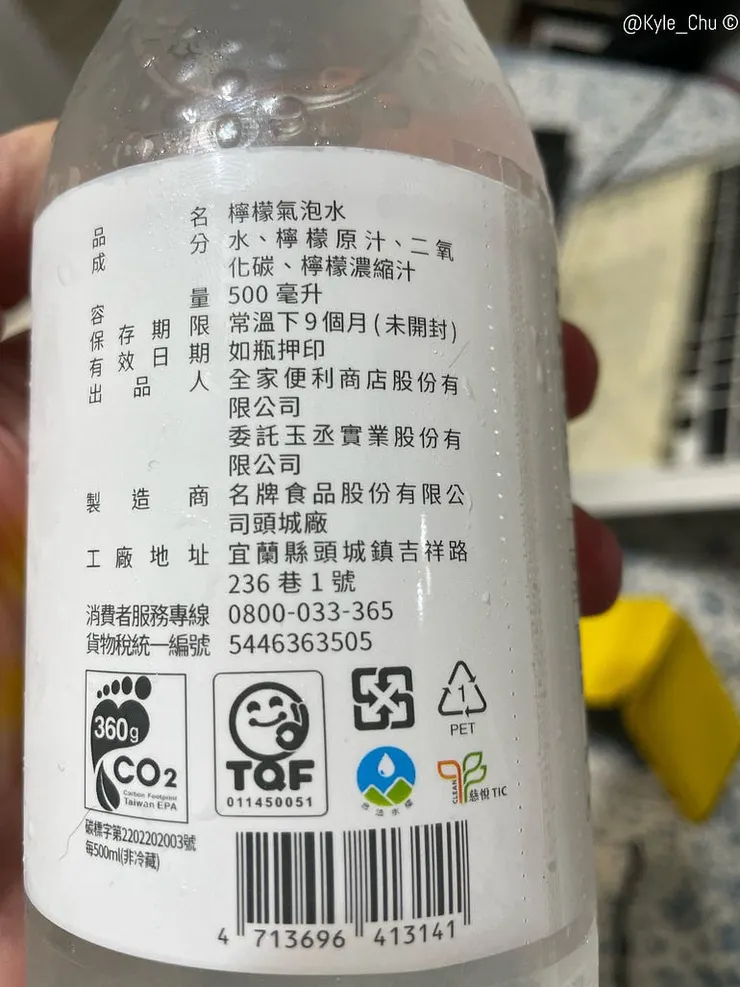 @Kyle_Chu ©
品名 檸檬氣泡水
成分 水、檸檬原汁、二氧
化碳、檸檬濃縮汁
容量 500 毫升
保存期限 常溫下9個月(未開封)
有效日期 如瓶押印
出品人 全家便利商店股份有
限公司
委託玉丞實業股份有
限公司
製造商 名牌食品股份有限公
司頭城廠
工廠地址 宜蘭縣頭城鎮吉祥路
236 巷 1 號
消費者服務專線 0800-033-365
貨物稅統一編號 5446363505
360g
CO2
Carbon Footprint
Taiwan EPA
TQF
011450051
1
PET
CLEAN
慈悅 TIC
碳標字第2202202003號
每500ml(非冷藏)
4 713696 413141